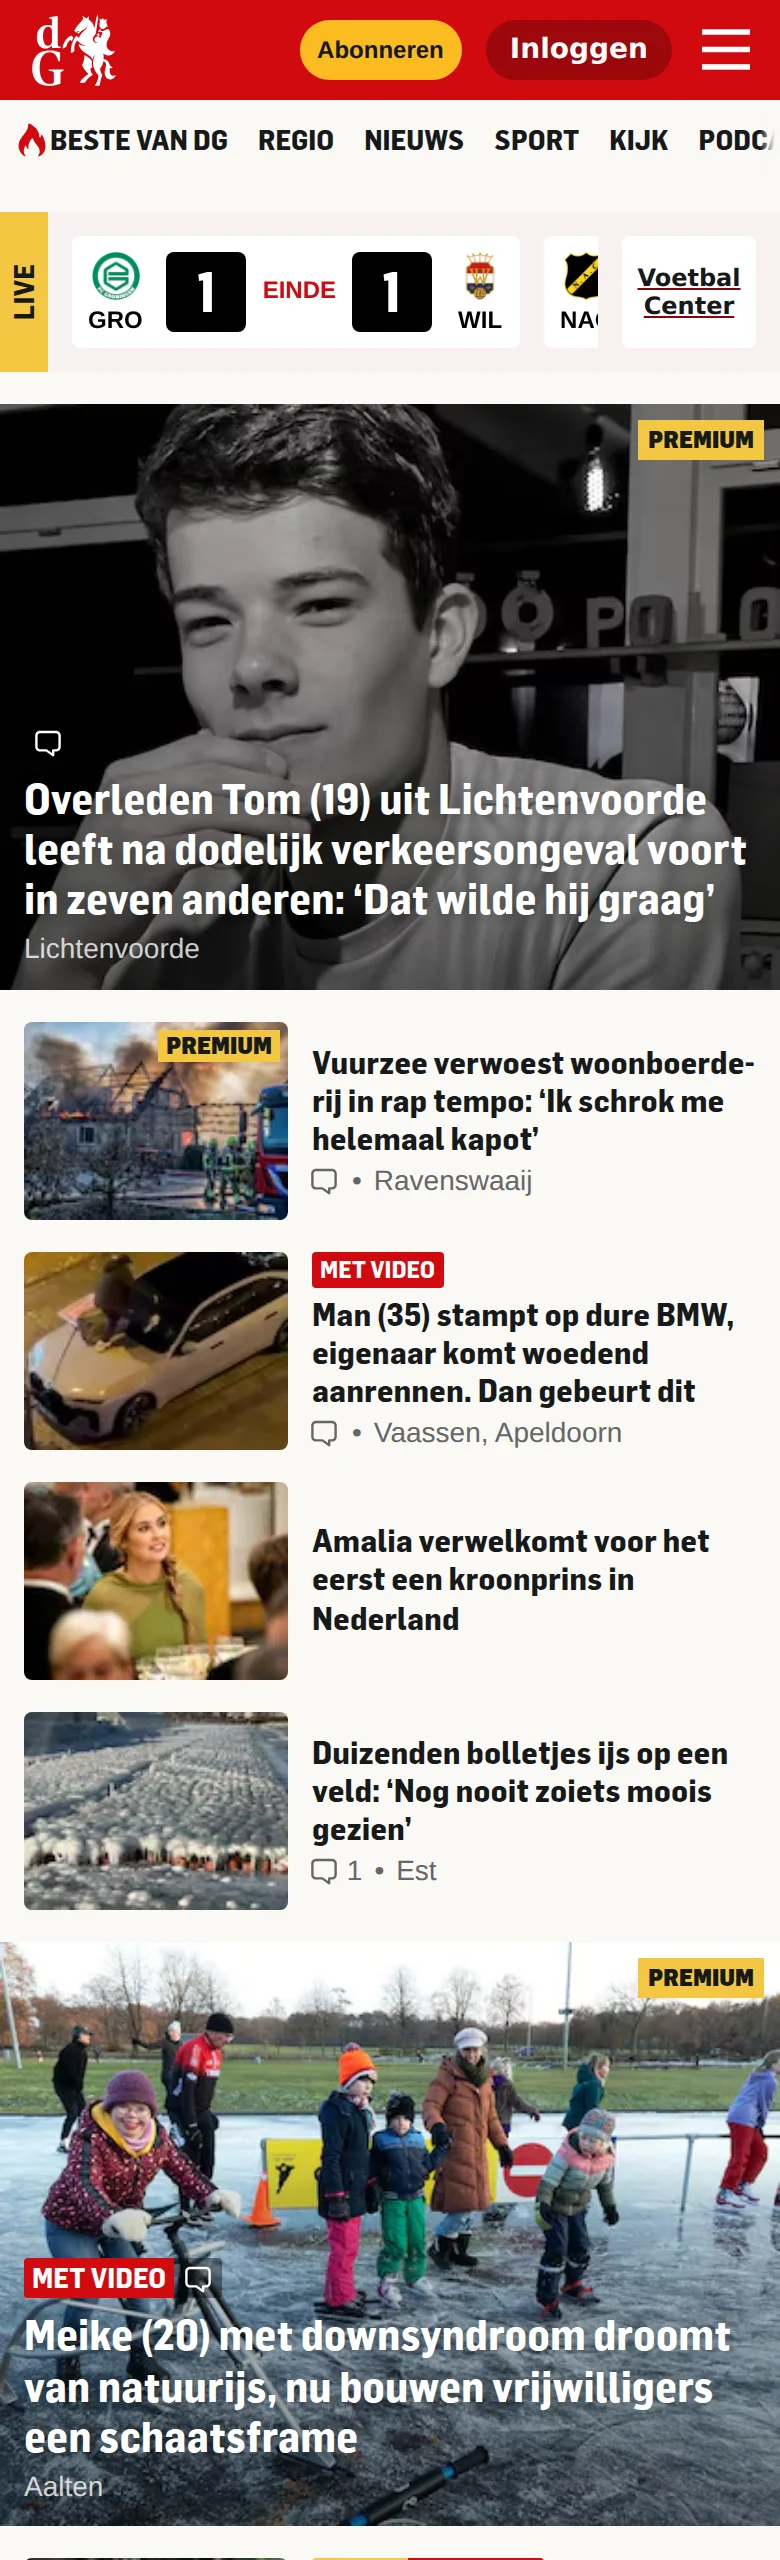 dG
Abonneren
Inloggen
BESTE VAN DG REGIO NIEUWS SPORT KIJK PODCA
LIVE
1 EINDE 1
GRO WIL NAC
Voetbal
Center
PREMIUM
POLO
Overleden Tom (19) uit Lichtenvoorde
leeft na dodelijk verkeersongeval voort
in zeven anderen: ‘Dat wilde hij graag’
Lichtenvoorde
PREMIUM
Vuurzee verwoest woonboerde-
rij in rap tempo: ‘Ik schrok me
helemaal kapot’
• Ravenswaaij
MET VIDEO
Man (35) stampt op dure BMW,
eigenaar komt woedend
aanrennen. Dan gebeurt dit
• Vaassen, Apeldoorn
Amalia verwelkomt voor het
eerst een kroonprins in
Nederland
Duizenden bolletjes ijs op een
veld: ‘Nog nooit zoiets moois
gezien’
1 • Est
PREMIUM
MET VIDEO
Meike (20) met downsyndroom droomt
van natuurijs, nu bouwen vrijwilligers
een schaatsframe
Aalten